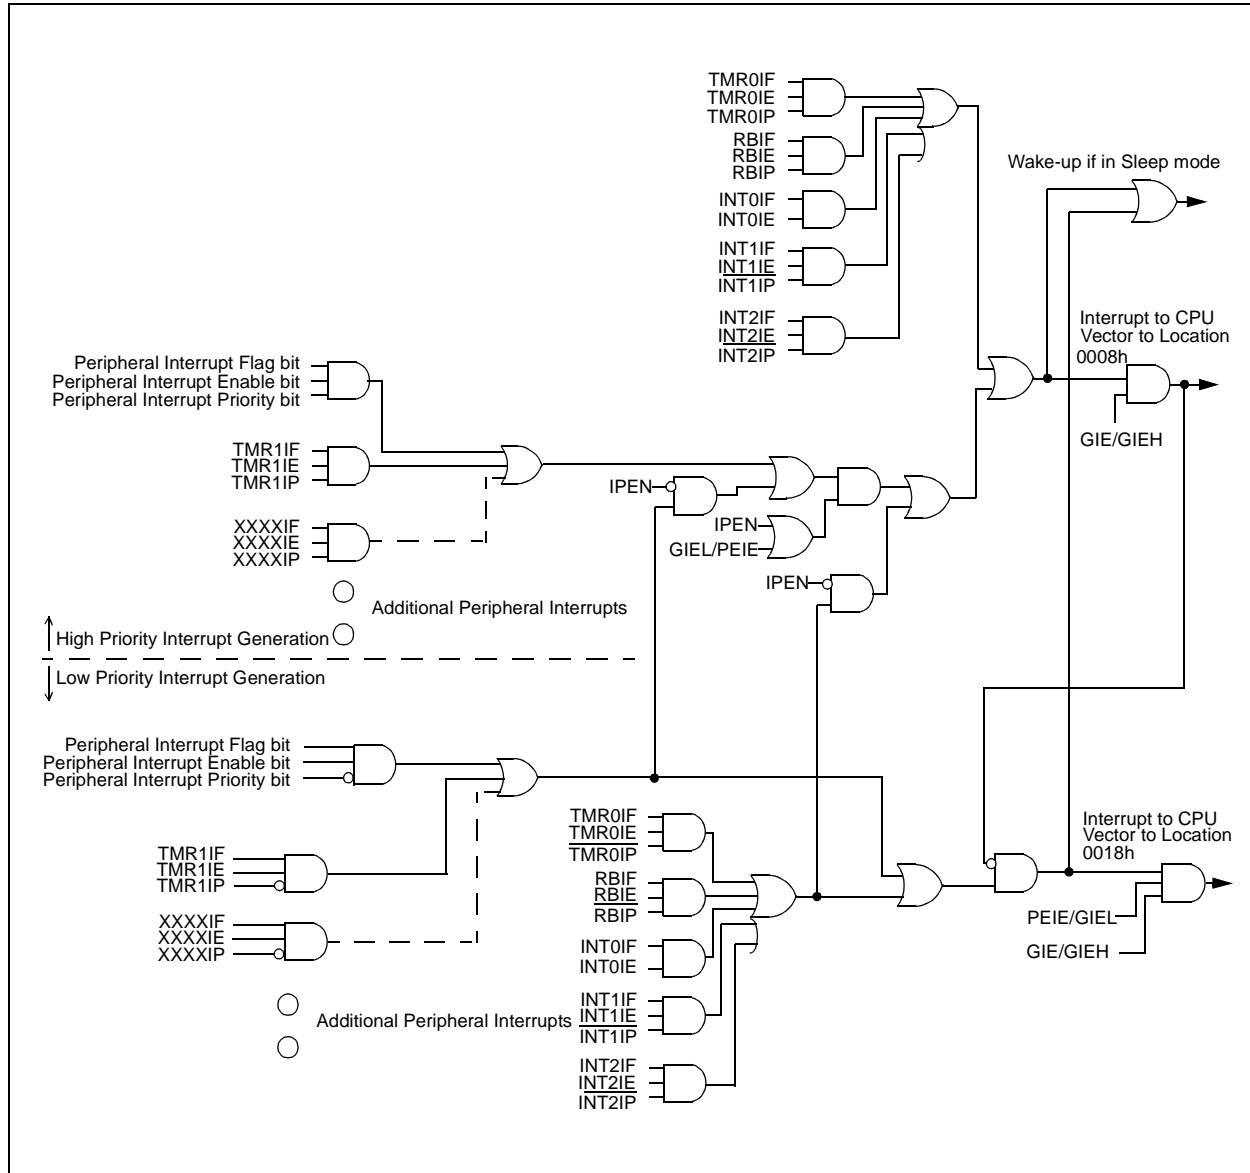 TMR0IF
TMR0IE
TMR0IP
RBIF
RBIE
RBIP
INT0IF
INT0IE
INT1IF
INT1IE
INT1IP
INT2IF
INT2IE
INT2IP
Wake-up if in Sleep mode
Interrupt to CPU
Vector to Location
0008h
GIE/GIEH
Peripheral Interrupt Flag bit
Peripheral Interrupt Enable bit
Peripheral Interrupt Priority bit
TMR1IF
TMR1IE
TMR1IP
XXXXIF
XXXXIE
XXXXIP
IPEN
IPEN
GIEL/PEIE
IPEN
Additional Peripheral Interrupts
High Priority Interrupt Generation
Low Priority Interrupt Generation
Peripheral Interrupt Flag bit
Peripheral Interrupt Enable bit
Peripheral Interrupt Priority bit
TMR1IF
TMR1IE
TMR1IP
XXXXIF
XXXXIE
XXXXIP
Additional Peripheral Interrupts
TMR0IF
TMR0IE
TMR0IP
RBIF
RBIE
RBIP
INT0IF
INT0IE
INT1IF
INT1IE
INT1IP
INT2IF
INT2IE
INT2IP
Interrupt to CPU
Vector to Location
0018h
PEIE/GIEL
GIE/GIEH